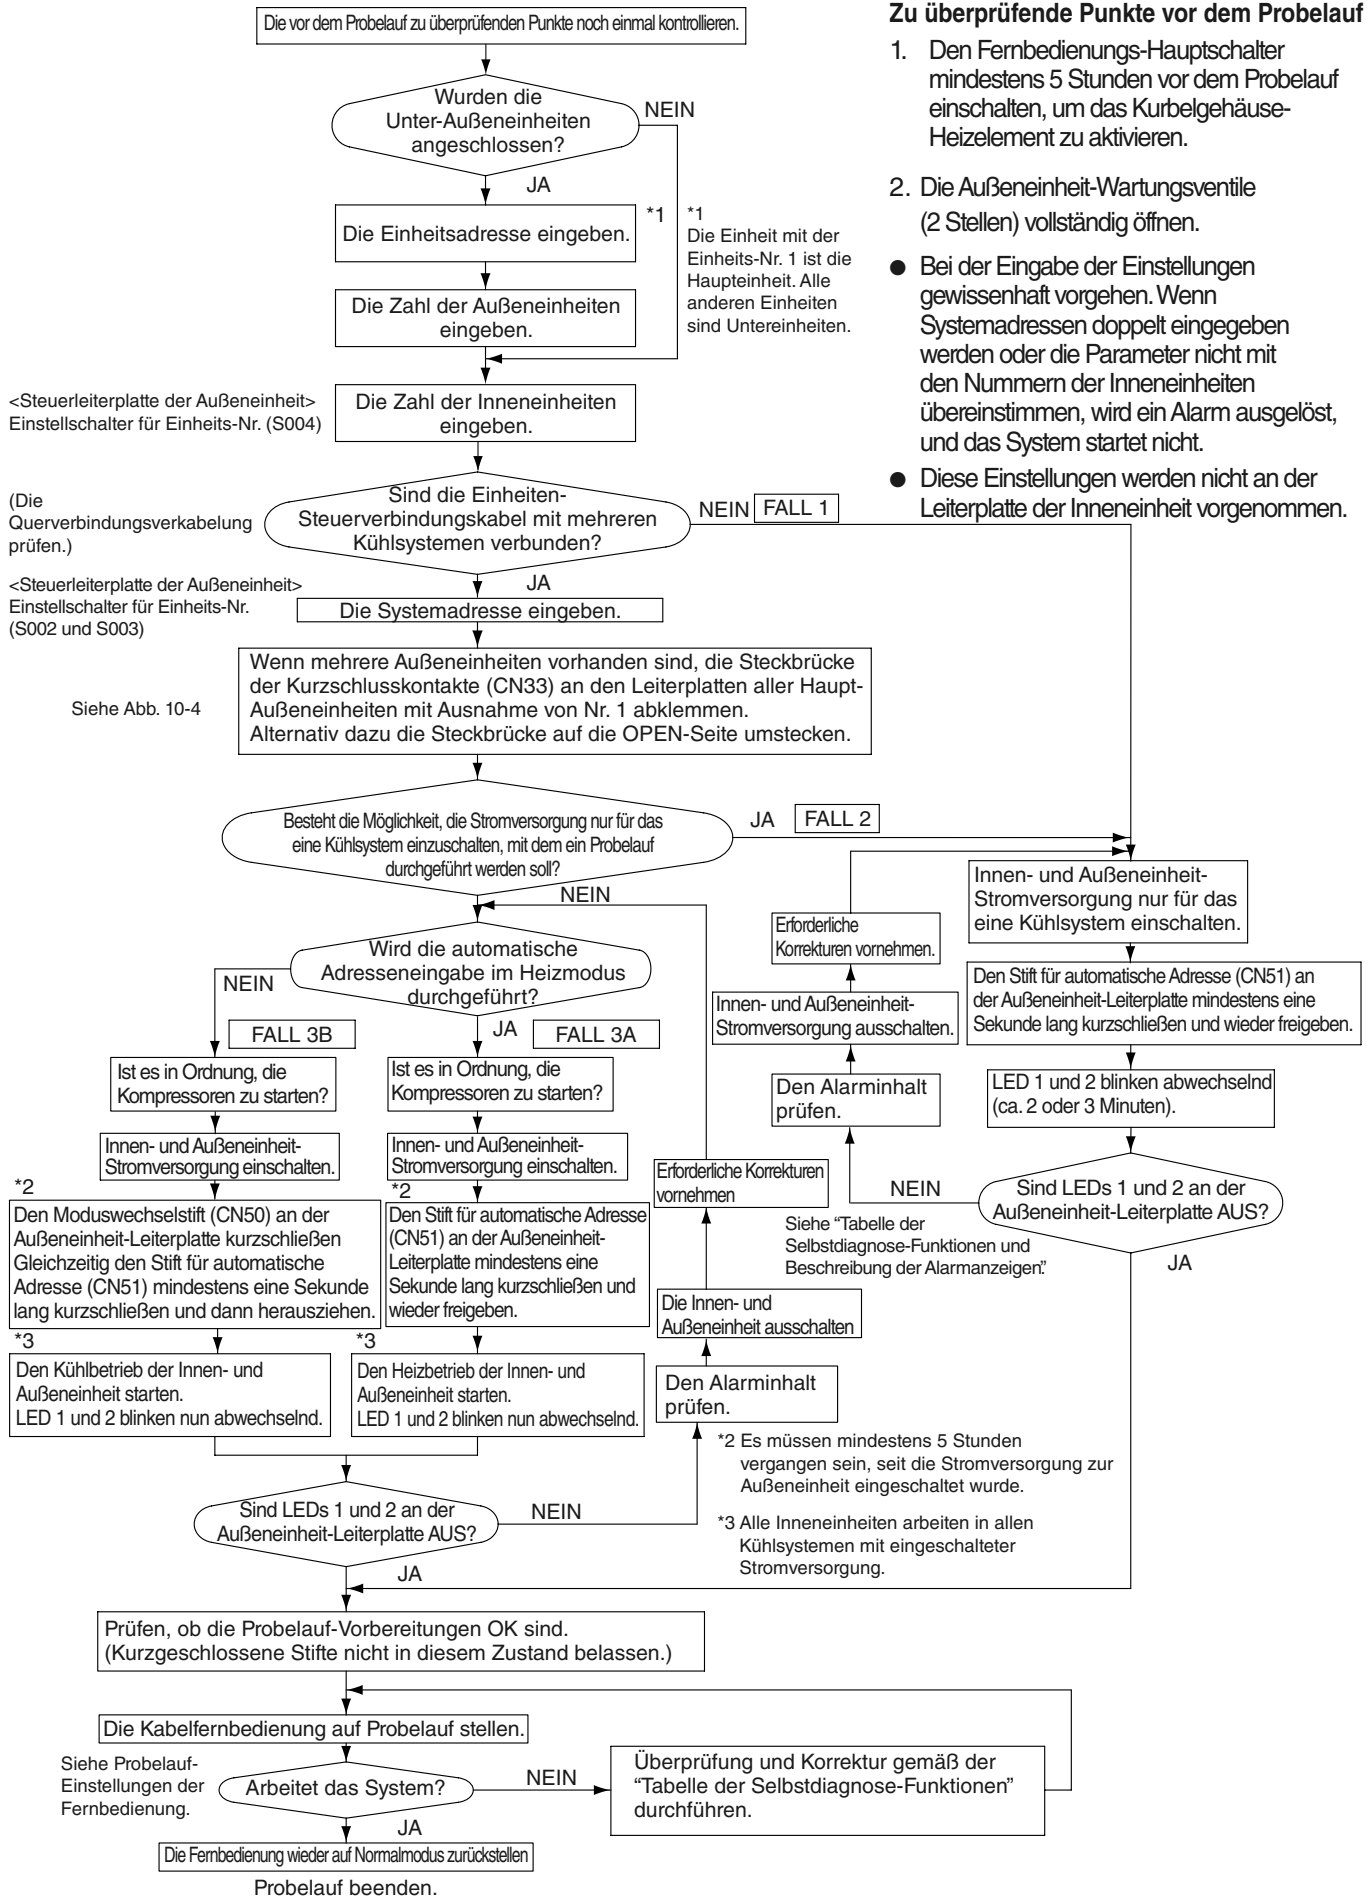 Die vor dem Probelauf zu überprüfenden Punkte noch einmal kontrollieren.
Zu überprüfende Punkte vor dem Probelauf
1. Den Fernbedienungs-Hauptschalter
mindestens 5 Stunden vor dem Probelauf
einschalten, um das Kurbelgehäuse-
Heizelement zu aktivieren.
2. Die Außeneinheit-Wartungsventile
(2 Stellen) vollständig öffnen.
● Bei der Eingabe der Einstellungen
gewissenhaft vorgehen. Wenn
Systemadressen doppelt eingegeben
werden oder die Parameter nicht mit
den Nummern der Inneneinheiten
übereinstimmen, wird ein Alarm ausgelöst,
und das System startet nicht.
● Diese Einstellungen werden nicht an der
Leiterplatte der Inneneinheit vorgenommen.
Wurden die
Unter-Außeneinheiten
angeschlossen?
NEIN
JA
Die Einheitsadresse eingeben.
*1
*1
Die Einheit mit der
Einheits-Nr. 1 ist die
Haupteinheit. Alle
anderen Einheiten
sind Untereinheiten.
Die Zahl der Außeneinheiten
eingeben.
<Steuerleiterplatte der Außeneinheit>
Einstellschalter für Einheits-Nr. (S004)
Die Zahl der Inneneinheiten
eingeben.
(Die
Querverbindungsverkabelung
prüfen.)
Sind die Einheiten-
Steuerverbindungskabel mit mehreren
Kühlsystemen verbunden?
NEIN
FALL 1
JA
<Steuerleiterplatte der Außeneinheit>
Einstellschalter für Einheits-Nr.
(S002 und S003)
Die Systemadresse eingeben.
Siehe Abb. 10-4
Wenn mehrere Außeneinheiten vorhanden sind, die Steckbrücke
der Kurzschlusskontakte (CN33) an den Leiterplatten aller Haupt-
Außeneinheiten mit Ausnahme von Nr. 1 abklemmen.
Alternativ dazu die Steckbrücke auf die OPEN-Seite umstecken.
Besteht die Möglichkeit, die Stromversorgung nur für das
eine Kühlsystem einzuschalten, mit dem ein Probelauf
durchgeführt werden soll?
JA
FALL 2
NEIN
Wird die automatische
Adresseneingabe im Heizmodus
durchgeführt?
NEIN
JA
FALL 3B
FALL 3A
Ist es in Ordnung, die
Kompressoren zu starten?
Ist es in Ordnung, die
Kompressoren zu starten?
Innen- und Außeneinheit-
Stromversorgung einschalten.
Innen- und Außeneinheit-
Stromversorgung einschalten.
*2
Den Moduswechselstift (CN50) an der
Außeneinheit-Leiterplatte kurzschließen
Gleichzeitig den Stift für automatische
Adresse (CN51) mindestens eine Sekunde
lang kurzschließen und dann herausziehen.
*2
Den Stift für automatische Adresse
(CN51) an der Außeneinheit-
Leiterplatte mindestens eine
Sekunde lang kurzschließen und
wieder freigeben.
*3
Den Kühlbetrieb der Innen- und
Außeneinheit starten.
LED 1 und 2 blinken nun abwechselnd.
*3
Den Heizbetrieb der Innen- und
Außeneinheit starten.
LED 1 und 2 blinken nun abwechselnd.
Erforderliche
Korrekturen vornehmen.
Innen- und Außeneinheit-
Stromversorgung ausschalten.
Den Alarminhalt
prüfen.
Innen- und Außeneinheit-
Stromversorgung nur für das
eine Kühlsystem einschalten.
Den Stift für automatische Adresse (CN51) an
der Außeneinheit-Leiterplatte mindestens eine
Sekunde lang kurzschließen und wieder freigeben.
LED 1 und 2 blinken abwechselnd
(ca. 2 oder 3 Minuten).
Sind LEDs 1 und 2 an der
Außeneinheit-Leiterplatte AUS?
NEIN
JA
Siehe “Tabelle der
Selbstdiagnose-Funktionen und
Beschreibung der Alarmanzeigen”.
Erforderliche Korrekturen
vornehmen
Die Innen- und
Außeneinheit ausschalten
Den Alarminhalt
prüfen.
*2 Es müssen mindestens 5 Stunden
vergangen sein, seit die Stromversorgung zur
Außeneinheit eingeschaltet wurde.
*3 Alle Inneneinheiten arbeiten in allen
Kühlsystemen mit eingeschalteter
Stromversorgung.
Sind LEDs 1 und 2 an der
Außeneinheit-Leiterplatte AUS?
NEIN
JA
Prüfen, ob die Probelauf-Vorbereitungen OK sind.
(Kurzgeschlossene Stifte nicht in diesem Zustand belassen.)
Die Kabelfernbedienung auf Probelauf stellen.
Siehe Probelauf-
Einstellungen der
Fernbedienung.
Arbeitet das System?
NEIN
JA
Überprüfung und Korrektur gemäß der
“Tabelle der Selbstdiagnose-Funktionen”
durchführen.
Die Fernbedienung wieder auf Normalmodus zurückstellen
Probelauf beenden.